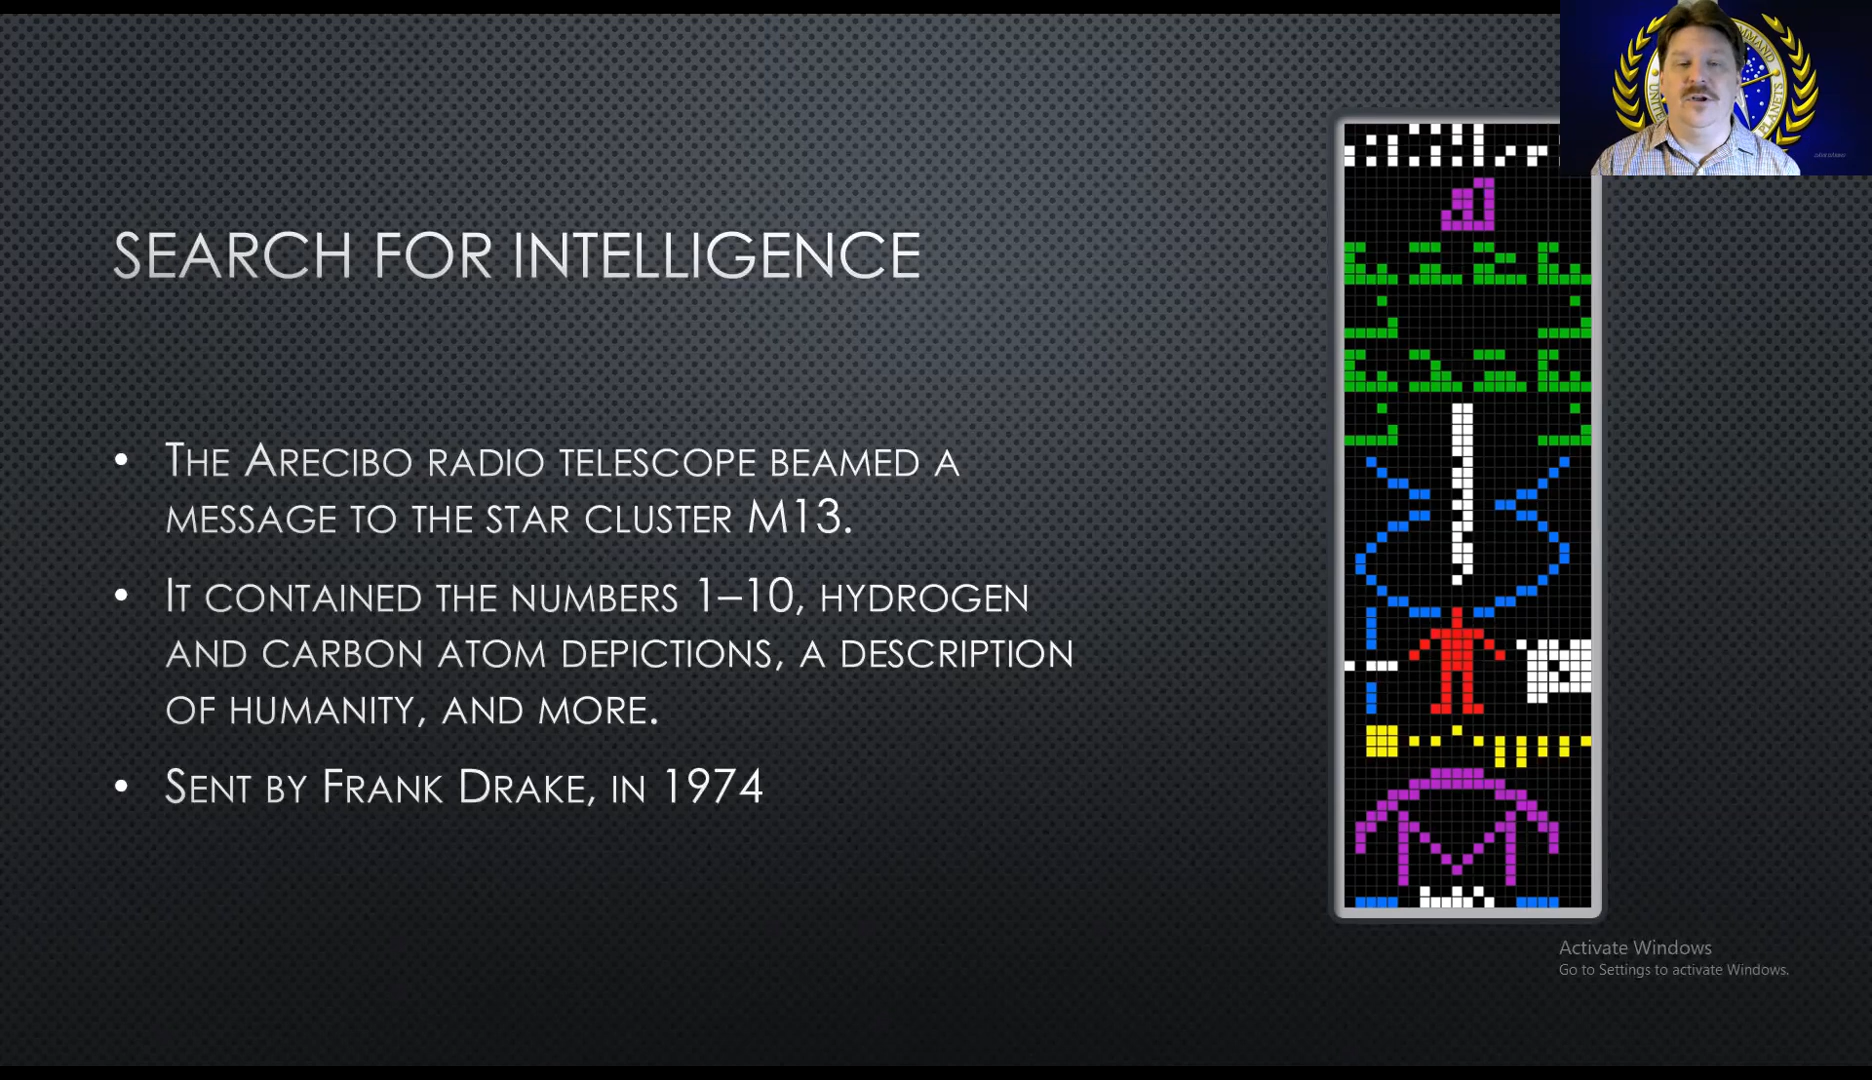 SEARCH FOR INTELLIGENCE
• THE ARECIBO RADIO TELESCOPE BEAMED A
MESSAGE TO THE STAR CLUSTER M13.
• IT CONTAINED THE NUMBERS 1–10, HYDROGEN
AND CARBON ATOM DEPICTIONS, A DESCRIPTION
OF HUMANITY, AND MORE.
• SENT BY FRANK DRAKE, IN 1974
PLANETS
Activate Windows
Go to Settings to activate Windows.